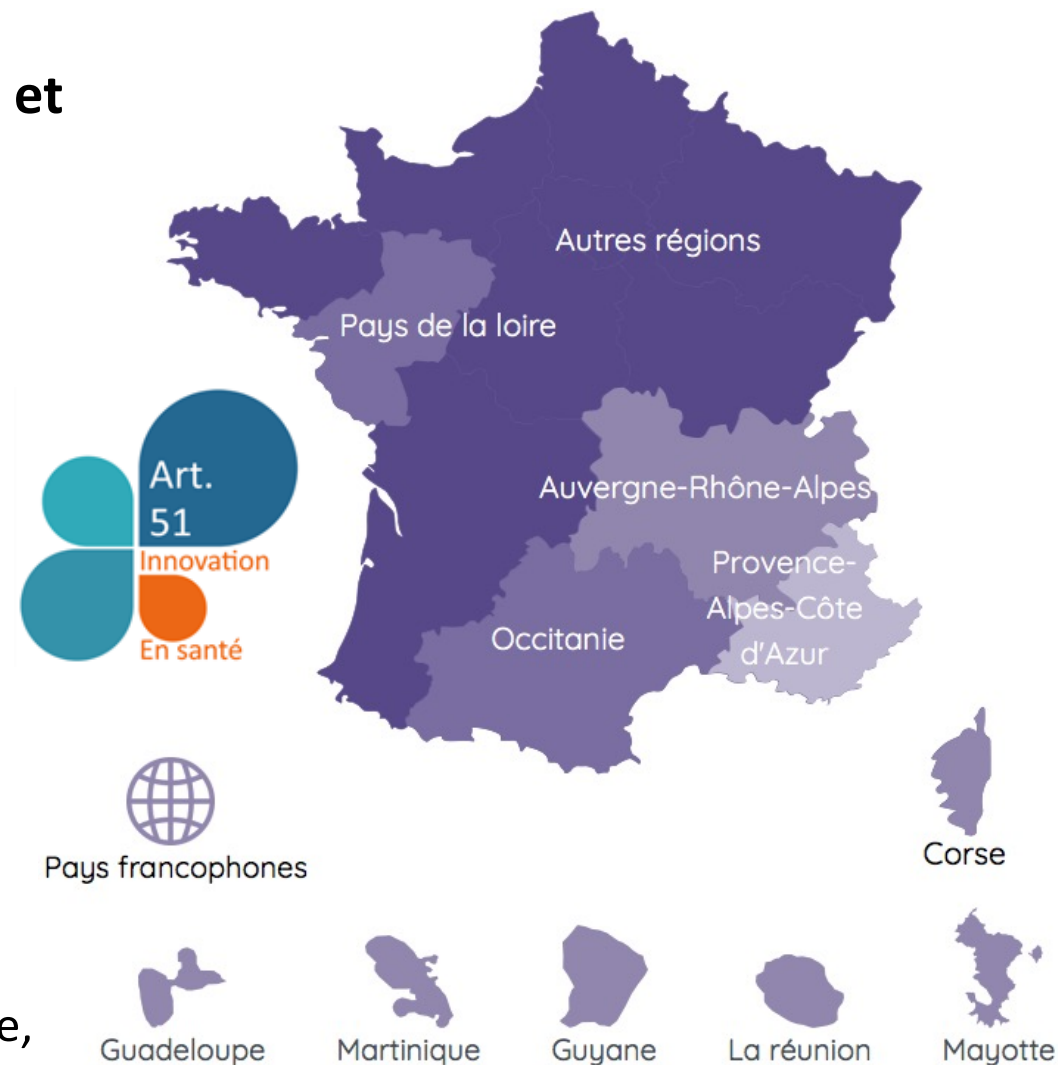 et
Autres régions
Pays de la loire
Art.
51
Innovation
En santé
Auvergne-Rhône-Alpes
Provence-
Alpes-Côte
d'Azur
Occitanie
Pays francophones
Corse
e,
Guadeloupe
Martinique
Guyane
La réunion
Mayotte